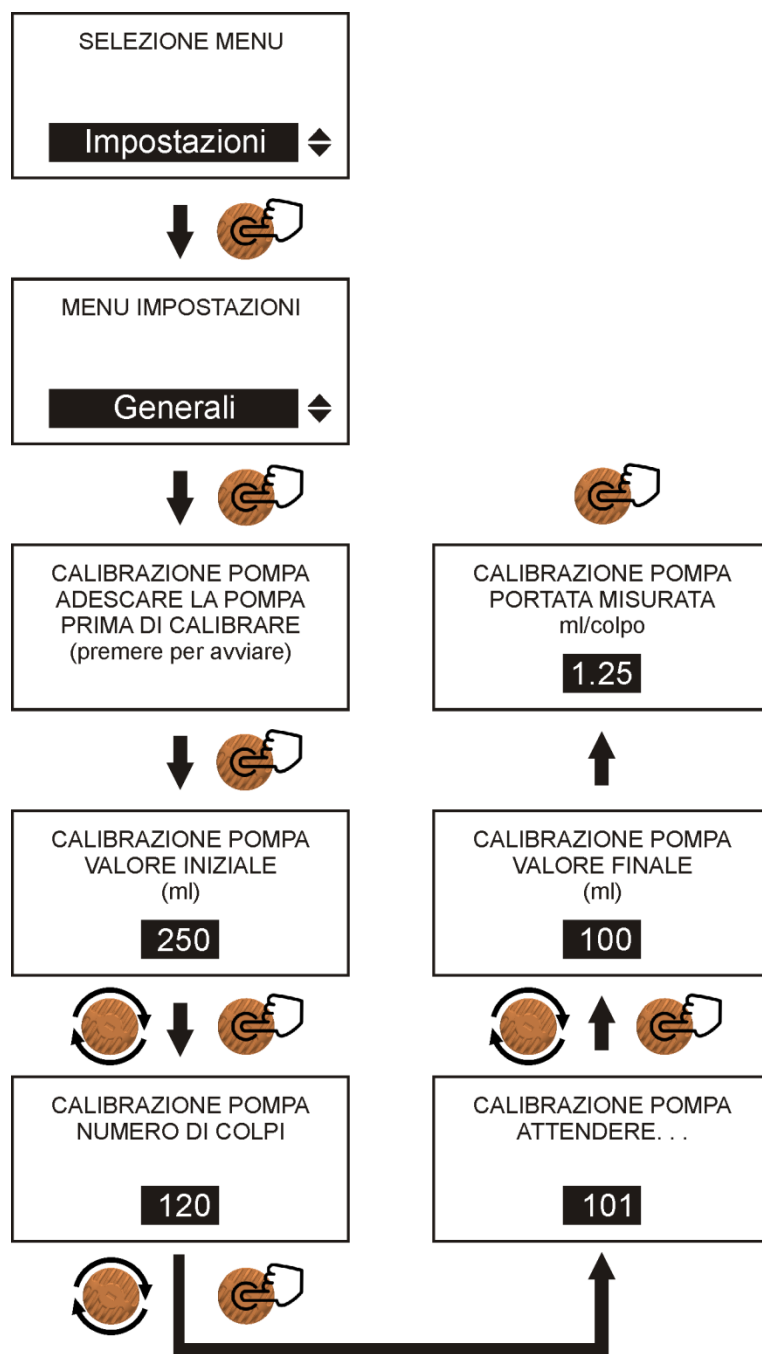 SELEZIONE MENU
Impostazioni
MENU IMPOSTAZIONI
Generali
CALIBRAZIONE POMPA
ADESCARE LA POMPA
PRIMA DI CALIBRARE
(premere per avviare)
CALIBRAZIONE POMPA
VALORE INIZIALE
(ml)
250
CALIBRAZIONE POMPA
NUMERO DI COLPI
120
CALIBRAZIONE POMPA
ATTENDERE. . .
101
CALIBRAZIONE POMPA
VALORE FINALE
(ml)
100
CALIBRAZIONE POMPA
PORTATA MISURATA
ml/colpo
1.25